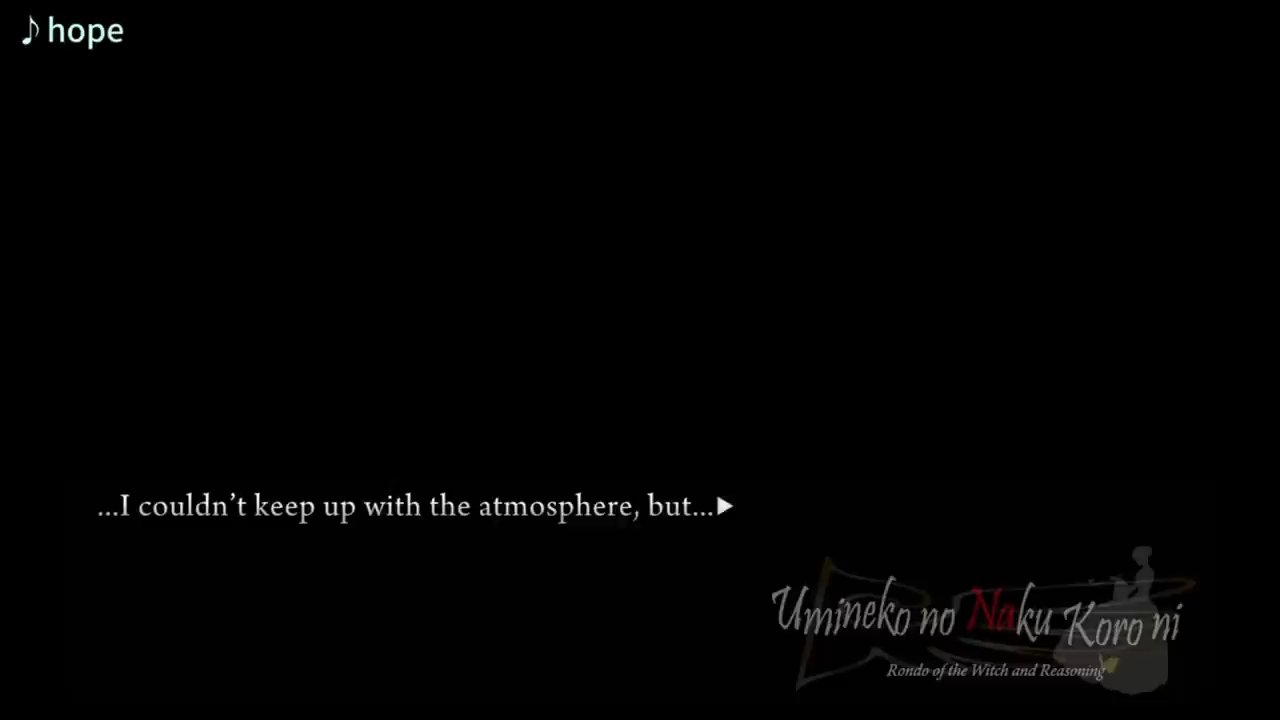 ♪ hope
...I couldn't keep up with the atmosphere, but...
Umineko no Naku Koro ni
Rondo of the Witch and Reasoning